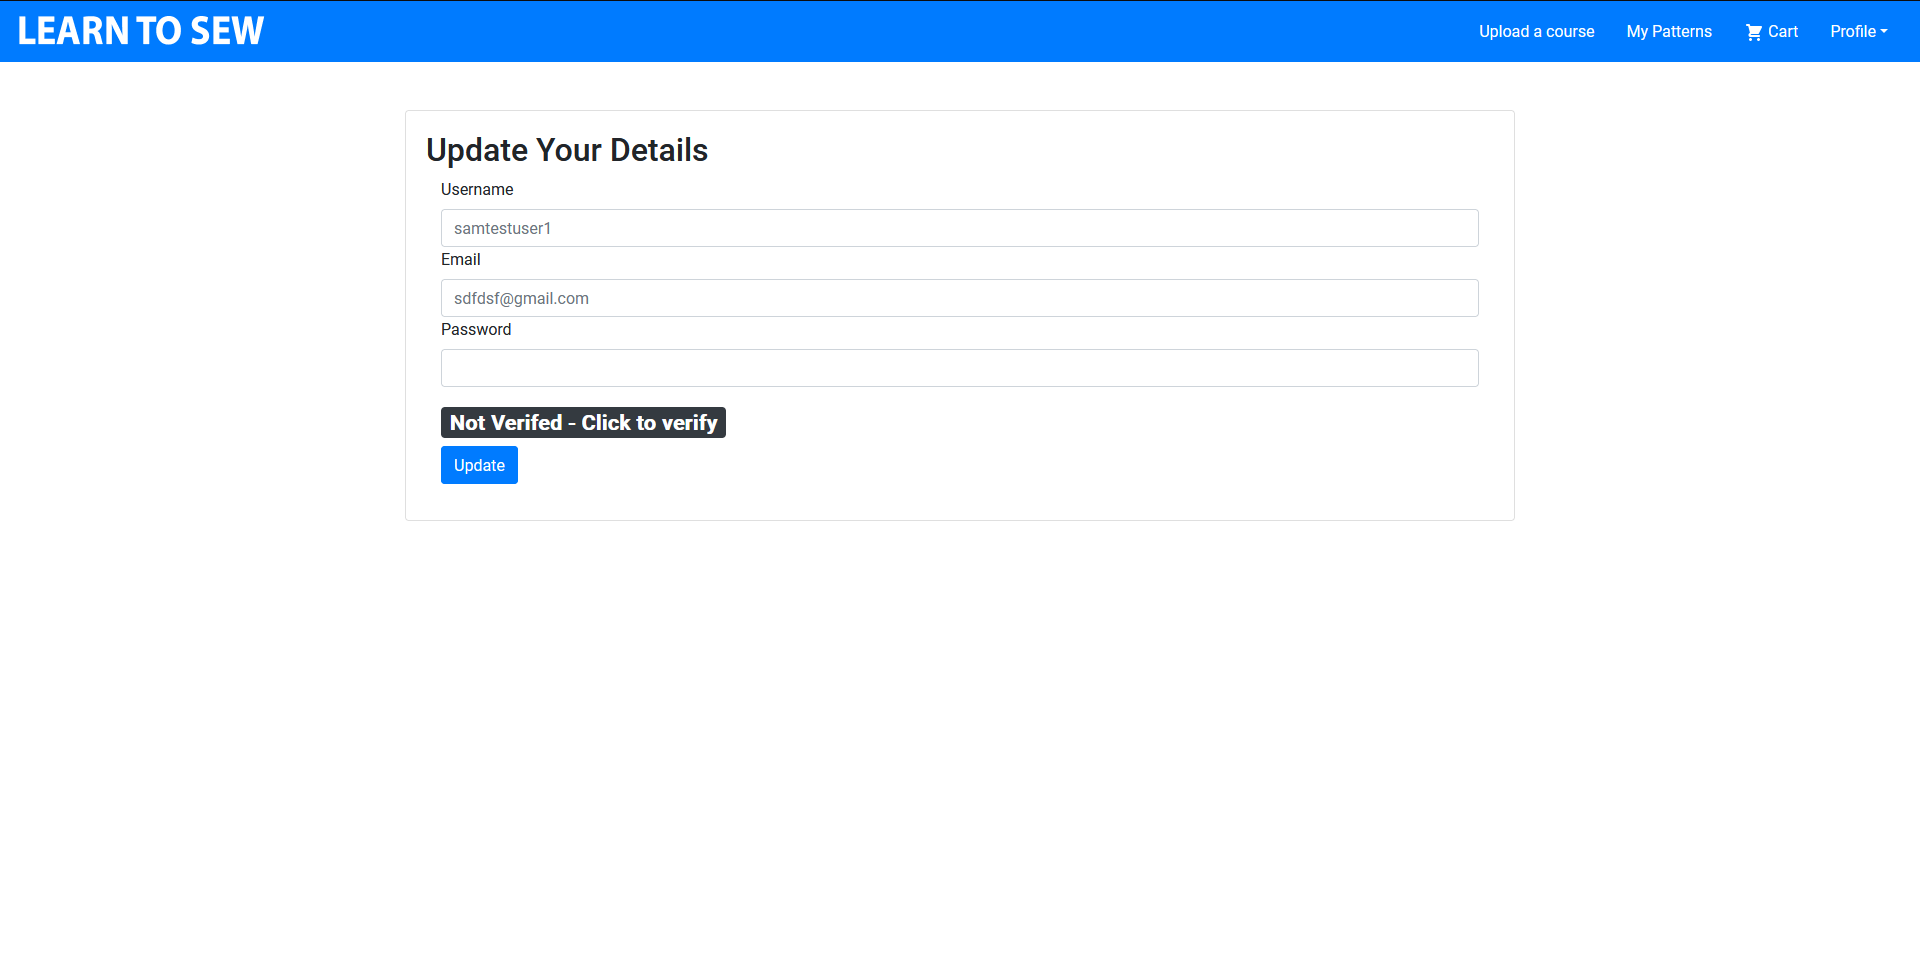 LEARN TO SEW
Upload a course
My Patterns
Cart
Profile
Update Your Details
Username
samtestuser1
Email
sdfdsf@gmail.com
Password
Not Verifed - Click to verify
Update